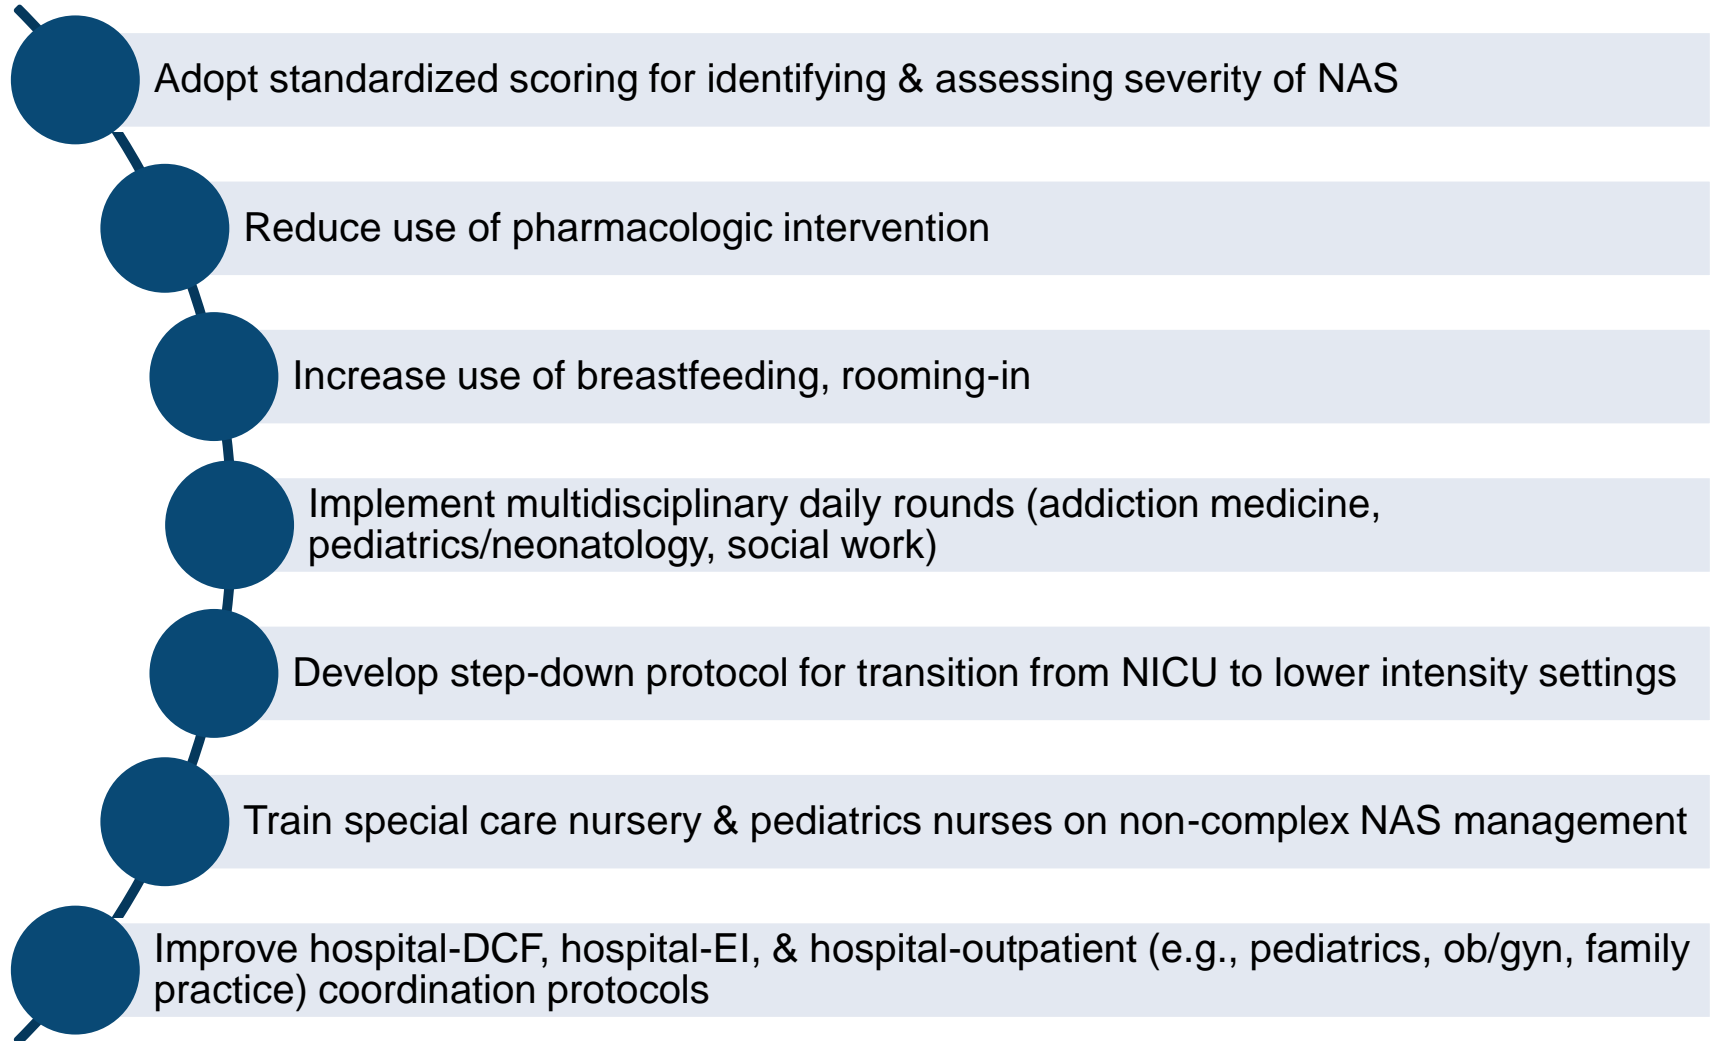 Adopt standardized scoring for identifying & assessing severity of NAS
Reduce use of pharmacologic intervention
Increase use of breastfeeding, rooming-in
Implement multidisciplinary daily rounds (addiction medicine,
pediatrics/neonatology, social work)
Develop step-down protocol for transition from NICU to lower intensity settings
Train special care nursery & pediatrics nurses on non-complex NAS management
Improve hospital-DCF, hospital-EI, & hospital-outpatient (e.g., pediatrics, ob/gyn, family
practice) coordination protocols